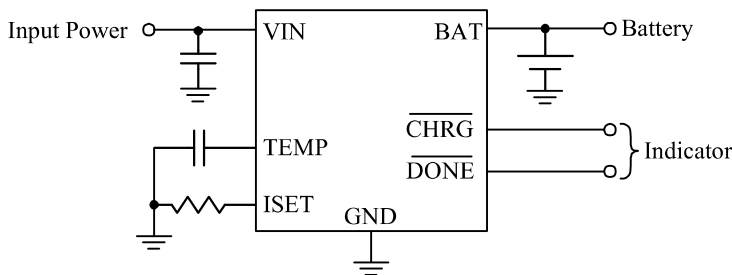 Input Power
VIN
BAT
Battery
CHRG
TEMP
DONE
Indicator
ISET
GND